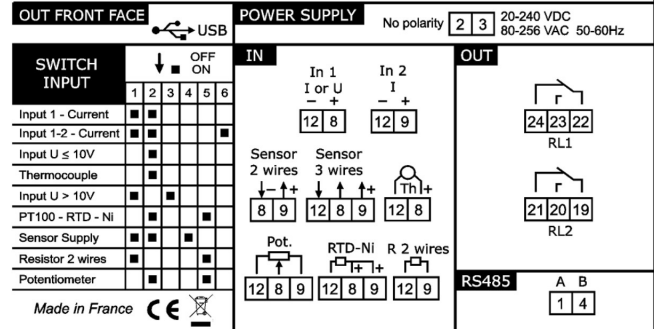 OUT FRONT FACE
USB
SWITCH INPUT
OFF
ON
1 2 3 4 5 6
Input 1 - Current
Input 1-2 - Current
Input U ≤ 10V
Thermocouple
Input U > 10V
PT100 - RTD - Ni
Sensor Supply
Resistor 2 wires
Potentiometer
Made in France CE
POWER SUPPLY
No polarity 2 3 20-240 VDC
80-256 VAC 50-60Hz
IN
In 1
I or U
- +
12 8
In 2
I
- +
12 9
Sensor
2 wires
- +
8 9
Sensor
3 wires
+
12 8 9
Th +
12 8
Pot.
12 8 9
RTD-Ni
+ +
12 8 9
R 2 wires
12 9
OUT
24 23 22
RL1
21 20 19
RL2
RS485
A B
1 4